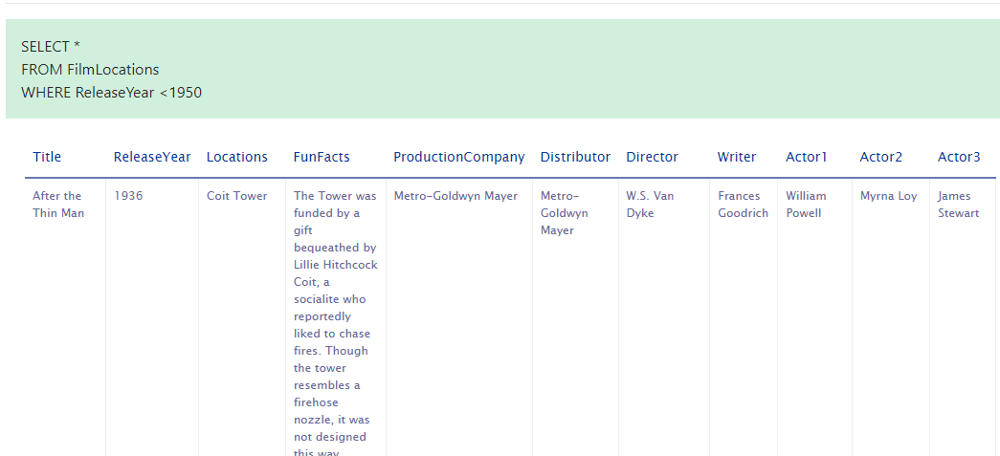 SELECT *
FROM FilmLocations
WHERE ReleaseYear <1950
Title ReleaseYear Locations FunFacts ProductionCompany Distributor Director Writer Actor1 Actor2 Actor3
After the
Thin Man
1936
Coit Tower
The Tower was
funded by a
gift
bequeathed by
Lillie Hitchcock
Coit, a
socialite who
reportedly
liked to chase
fires. Though
the tower
resembles a
firehose
nozzle, it was
not designed
this way
Metro-Goldwyn Mayer
Metro-
Goldwyn
Mayer
W.S. Van
Dyke
Frances
Goodrich
William
Powell
Myrna Loy
James
Stewart